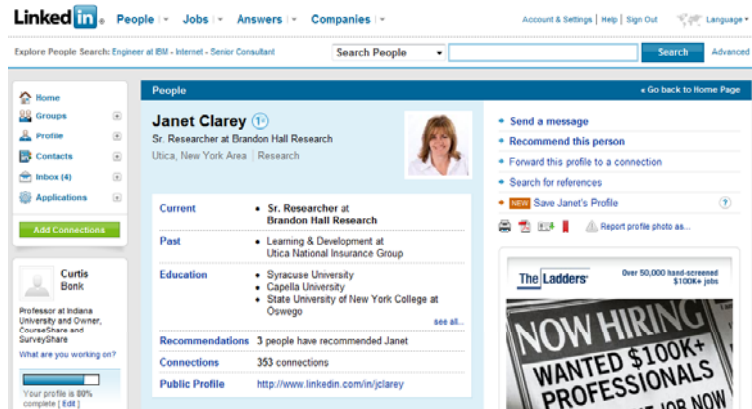 Linked in
People Jobs Answers Companies
Account & Settings | Help | Sign Out Language
Explore People Search: Engineer at IBM - Internet - Senior Consultant
Search People
Search
Advanced
Home
Groups
Profile
Contacts
Inbox (4)
Applications
Add Connections
Curtis
Bonk
Professor at Indiana
University and Owner,
CourseShare and
SurveyShare
What are you working on?
Your profile is 80%
complete [ Edit ]
People
« Go back to Home Page
Janet Clarey 1st
Sr. Researcher at Brandon Hall Research
Utica, New York Area | Research
Current
• Sr. Researcher at
Brandon Hall Research
Past
• Learning & Development at
Utica National Insurance Group
Education
• Syracuse University
• Capella University
• State University of New York College at
Oswego
see all...
Recommendations 3 people have recommended Janet
Connections 353 connections
Public Profile http://www.linkedin.com/in/jclarey
Send a message
Recommend this person
Forward this profile to a connection
Search for references
NEW Save Janet's Profile ?
Report profile photo as...
The Ladders
Over 50,000 hand-screened
$100K+ jobs
NOW HIRING
WANTED $100K+
PROFESSIONALS
JOB NOW